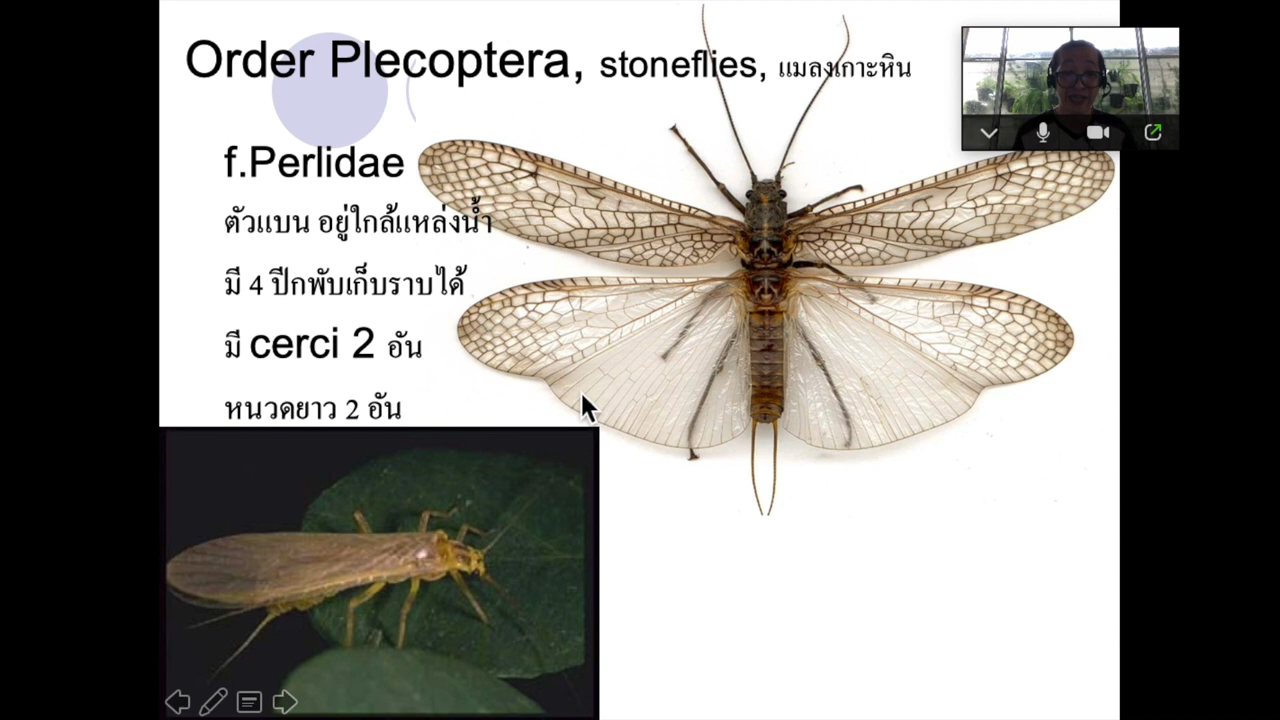 Order Plecoptera, stoneflies, แมลงเกาะหิน
f.Perlidae
ตัวแบน อยู่ใกล้แหล่งน้ำ
มี 4 ปีกพับเก็บราบได้
มี cerci 2 อัน
หนวดยาว 2 อัน